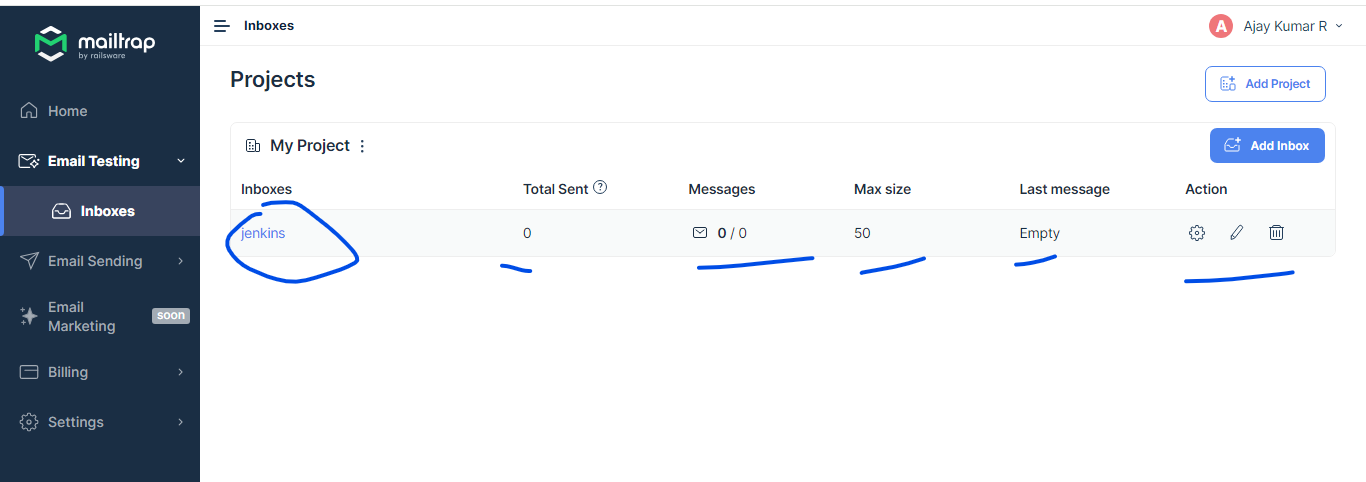 mailtrap
by railsware
Inboxes
A Ajay Kumar R
Home
Email Testing
Inboxes
Email Sending
Email
Marketing
soon
Billing
Settings
Projects
Add Project
My Project
Add Inbox
Inboxes Total Sent ? Messages Max size Last message Action
jenkins 0 0 / 0 50 Empty